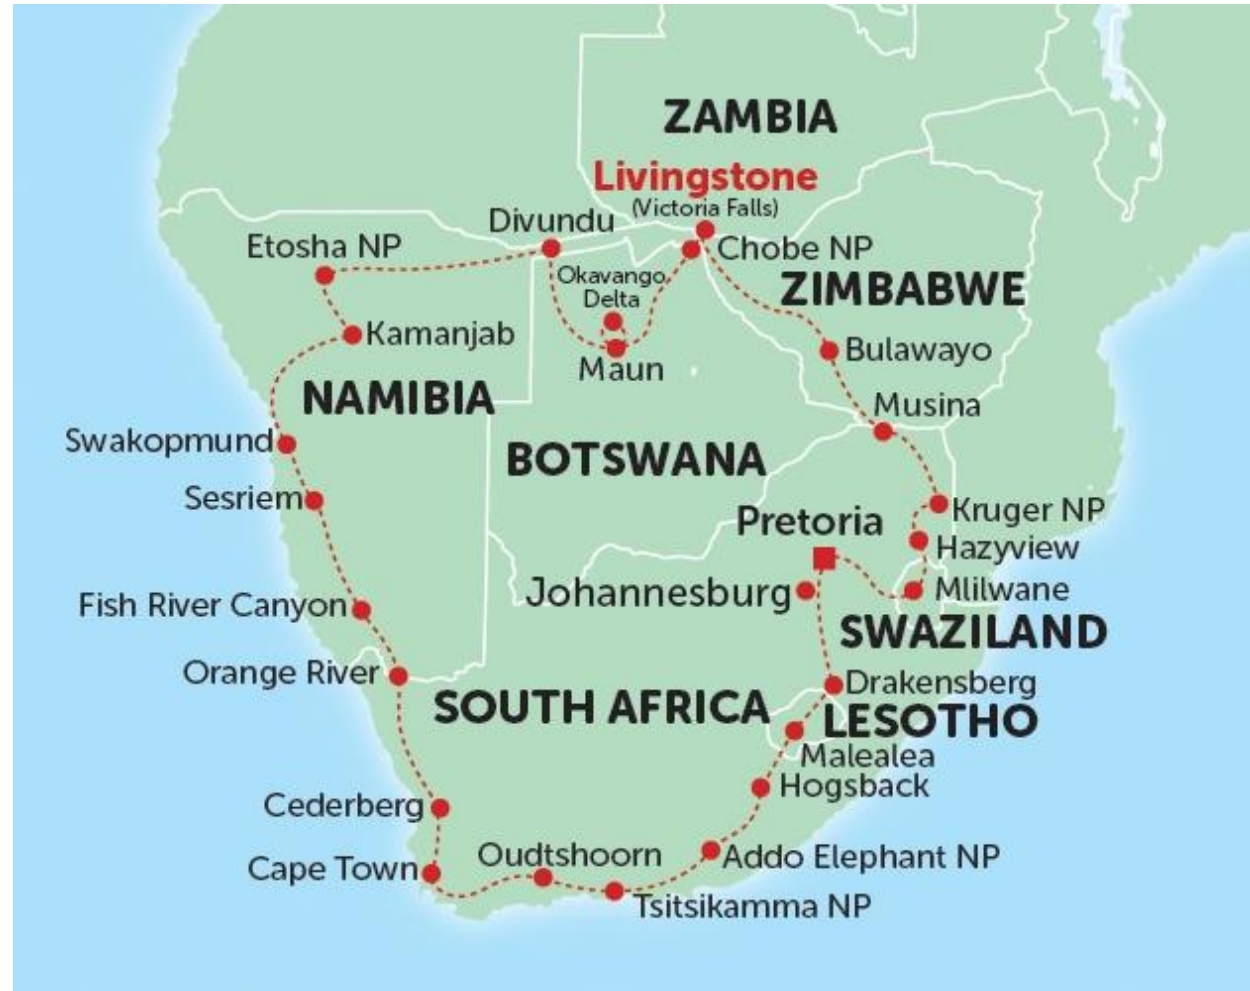 ZAMBIA
Livingstone
(Victoria Falls)
Divundu
Etosha NP
Chobe NP
Okavango
Delta
ZIMBABWE
Kamanjab
Maun
Bulawayo
NAMIBIA
Musina
Swakopmund
BOTSWANA
Sesriem
Kruger NP
Pretoria
Hazyview
Johannesburg
Mlilwane
Fish River Canyon
SWAZILAND
Orange River
Drakensberg
SOUTH AFRICA
LESOTHO
Malealea
Hogsback
Cederberg
Oudtshoorn
Addo Elephant NP
Cape Town
Tsitsikamma NP